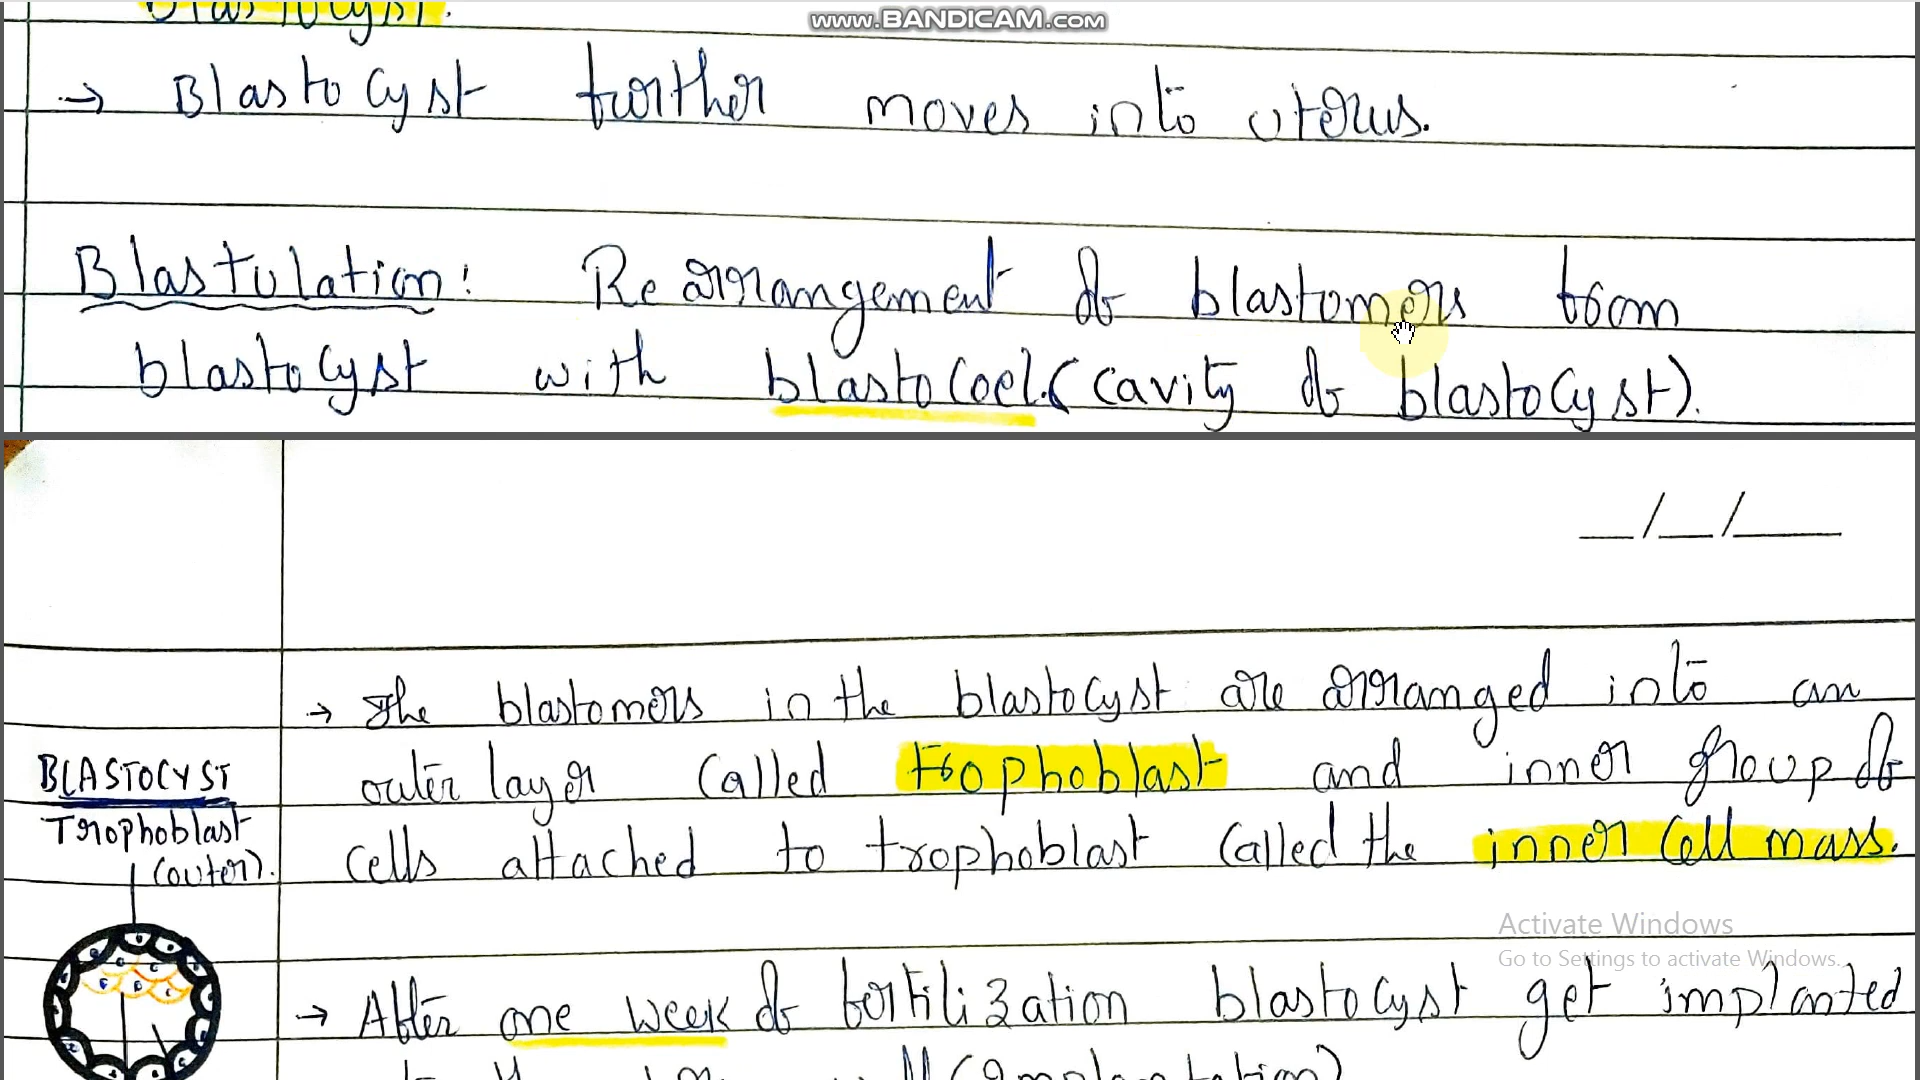 Blastocyst.
www.BANDICAM.com
→ Blastocyst further moves into uterus.
Blastulation: Rearrangement of blastomers from
blastocyst with blastocoel. (cavity of blastocyst).
__/__/____
→ The blastomers in the blastocyst are arranged into an
outer layer called trophoblast and inner group of
cells attached to trophoblast called the inner cell mass.
BLASTOCYST
Trophoblast
(outer).
Activate Windows
Go to Settings to activate Windows.
→ After one week of fertilization blastocyst get implanted
(Implantation)